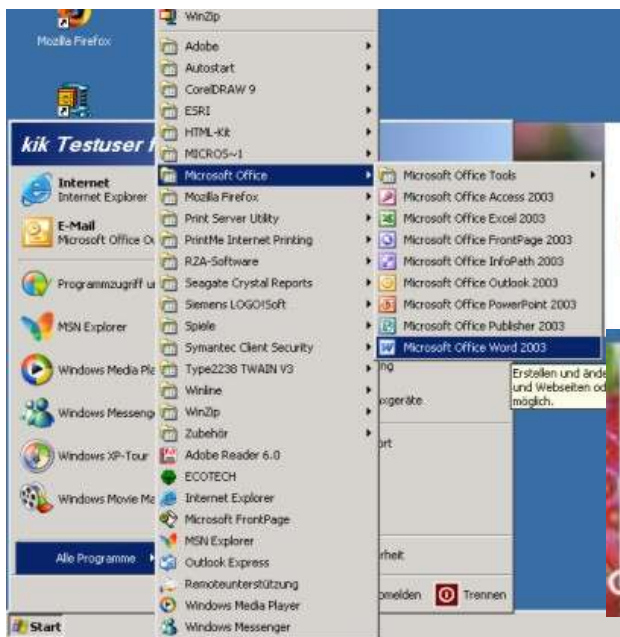 Mozilla Firefox
kik Testuser
Internet
Internet Explorer
E-Mail
Microsoft Office
Programmzugriff
MSN Explorer
Windows Media
Windows
Windows XP-Tour
Windows Movie
Alle Programme
Start
WinZip
Adobe
Autostart
CorelDRAW 9
ESRI
HTML-Kit
MICROS~1
Microsoft Office
Mozilla Firefox
Print Server Utility
PrintMe Internet Printing
RZA-Software
Seagate Crystal Reports
Siemens LOGO!Soft
Spiele
Symantec Client Security
Type2238 TWAIN V3
Winline
WinZip
Zubehör
Adobe Reader 6.0
ECOTECH
Internet Explorer
Microsoft FrontPage
MSN Explorer
Outlook Express
Remoteunterstützung
Windows Media Player
Windows Messenger
Microsoft Office Tools
Microsoft Office Access 2003
Microsoft Office Excel 2003
Microsoft Office FrontPage 2003
Microsoft Office InfoPath 2003
Microsoft Office Outlook 2003
Microsoft Office PowerPoint 2003
Microsoft Office Publisher 2003
Microsoft Office Word 2003
Erstellen und
und Webseiten
möglich.
Trennen